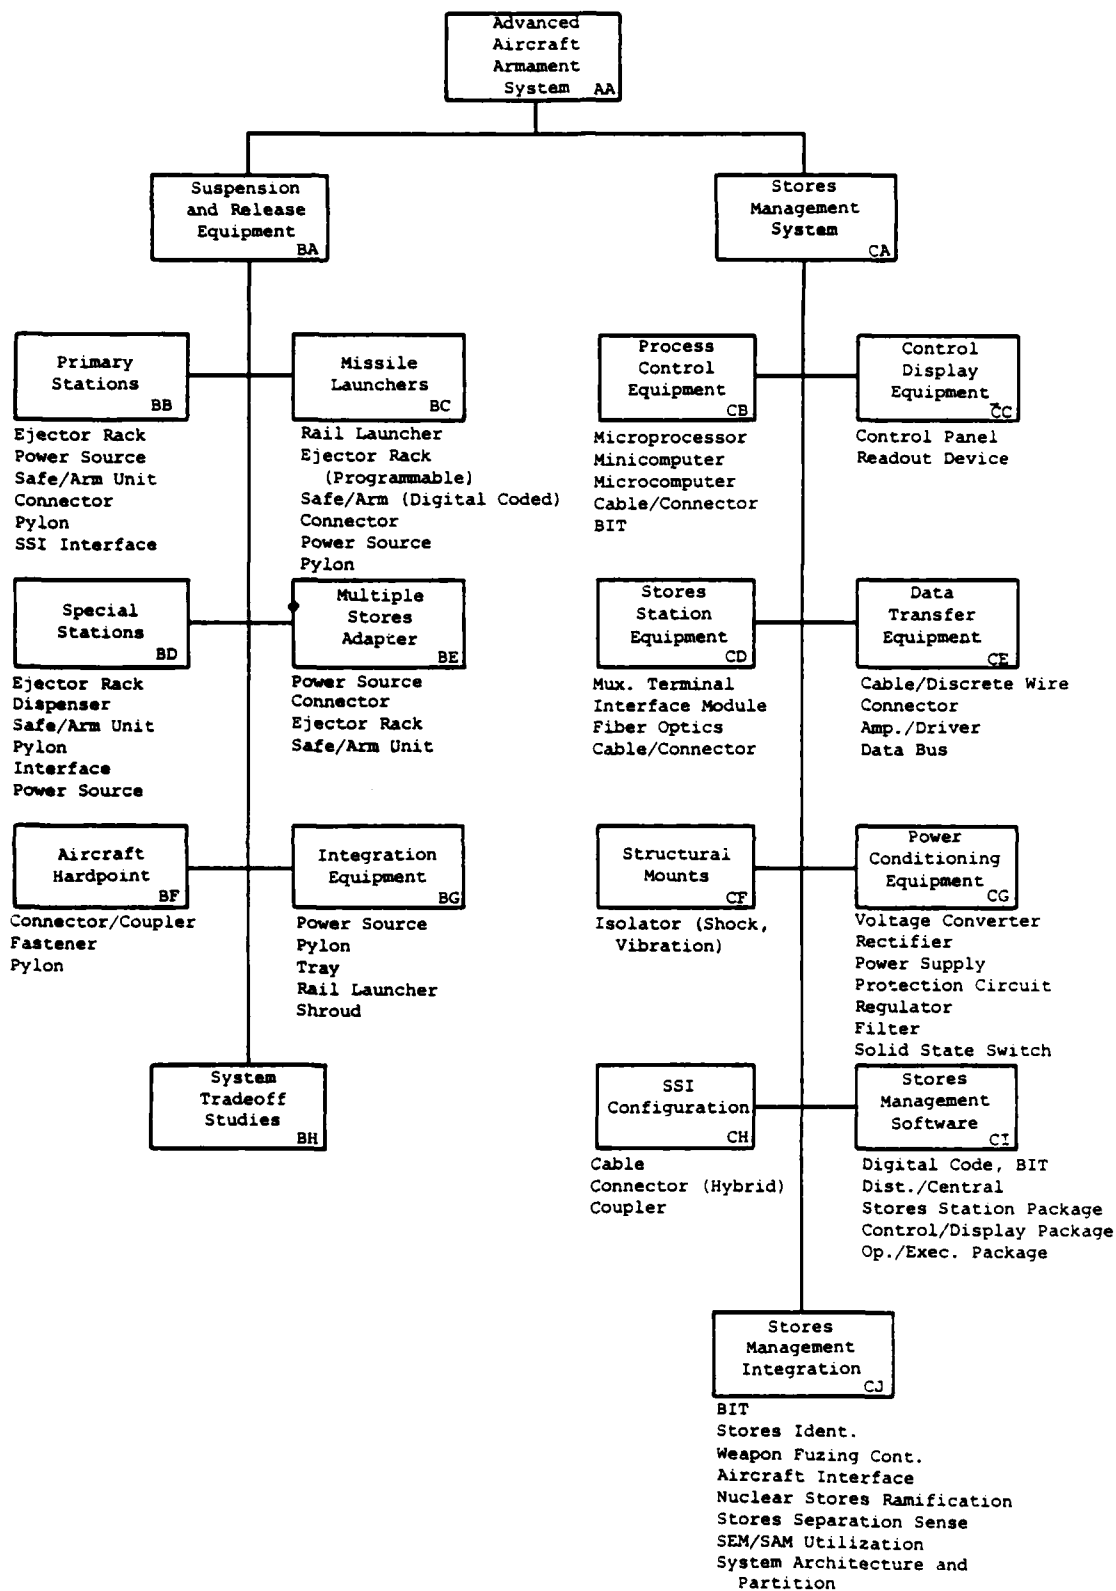 Advanced
Aircraft
Armament
System AA
Suspension
and Release
Equipment
BA
Stores
Management
System
CA
Primary
Stations
BB
Ejector Rack
Power Source
Safe/Arm Unit
Connector
Pylon
SSI Interface
Missile
Launchers
BC
Rail Launcher
Ejector Rack
(Programmable)
Safe/Arm (Digital Coded)
Connector
Power Source
Pylon
Process
Control
Equipment
CB
Microprocessor
Minicomputer
Microcomputer
Cable/Connector
BIT
Control
Display
Equipment
CC
Control Panel
Readout Device
Special
Stations
BD
Ejector Rack
Dispenser
Safe/Arm Unit
Pylon
Interface
Power Source
Multiple
Stores
Adapter
BE
Power Source
Connector
Ejector Rack
Safe/Arm Unit
Stores
Station
Equipment
CD
Mux. Terminal
Interface Module
Fiber Optics
Cable/Connector
Data
Transfer
Equipment
CE
Cable/Discrete Wire
Connector
Amp./Driver
Data Bus
Aircraft
Hardpoint
BF
Connector/Coupler
Fastener
Pylon
Integration
Equipment
BG
Power Source
Pylon
Tray
Rail Launcher
Shroud
Structural
Mounts
CF
Isolator (Shock,
Vibration)
Power
Conditioning
Equipment
CG
Voltage Converter
Rectifier
Power Supply
Protection Circuit
Regulator
Filter
Solid State Switch
System
Tradeoff
Studies
BH
SSI
Configuration
CH
Cable
Connector (Hybrid)
Coupler
Stores
Management
Software
CI
Digital Code, BIT
Dist./Central
Stores Station Package
Control/Display Package
Op./Exec. Package
Stores
Management
Integration
CJ
BIT
Stores Ident.
Weapon Fuzing Cont.
Aircraft Interface
Nuclear Stores Ramification
Stores Separation Sense
SEM/SAM Utilization
System Architecture and
Partition